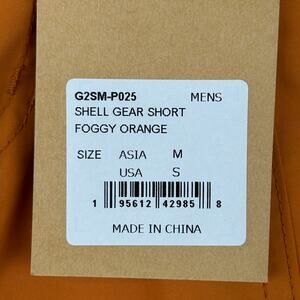 G2SM-P025 MENS
SHELL GEAR SHORT
FOGGY ORANGE
SIZE ASIA M
USA S
1 95612 42985 8
MADE IN CHINA